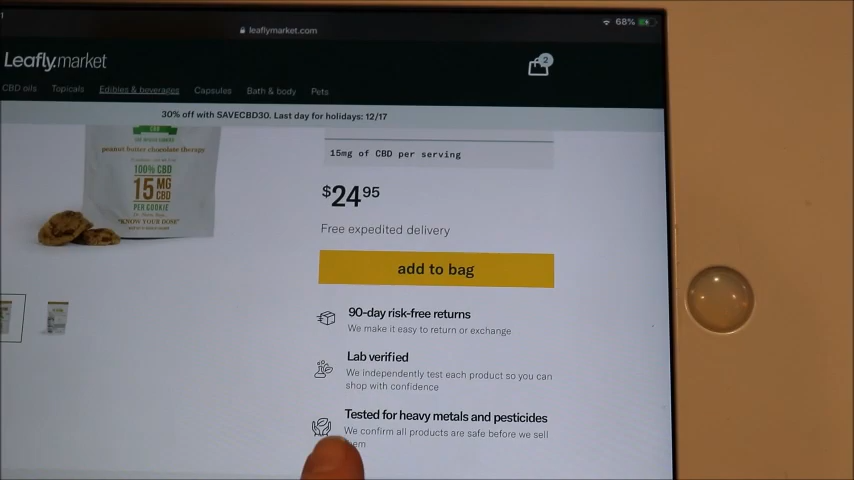 leaflymarket.com
68%
Leafly.market
2
CBD oils Topicals Edibles & beverages Capsules Bath & body Pets
30% off with SAVECBD30. Last day for holidays: 12/17
CBD
peanut butter chocolate therapy
100% CBD
15 MG
CBD
PER COOKIE
"KNOW YOUR DOSE"
15mg of CBD per serving
$24 95
Free expedited delivery
add to bag
90-day risk-free returns
We make it easy to return or exchange
Lab verified
We independently test each product so you can
shop with confidence
Tested for heavy metals and pesticides
We confirm all products are safe before we sell